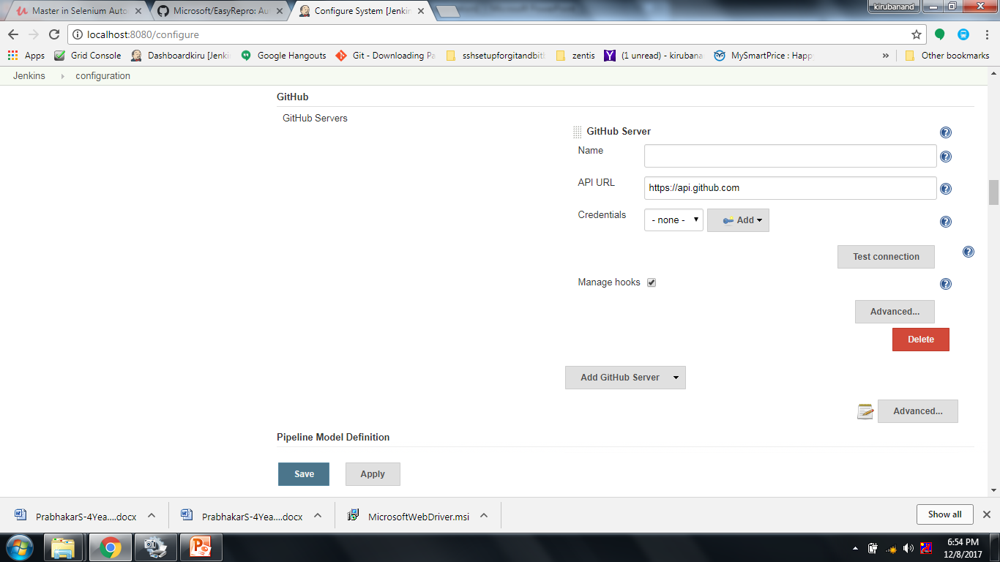 Master in Selenium Auto
Microsoft/EasyRepro: Au
Configure System [Jenkin
kirubanand
localhost:8080/configure
Apps
Grid Console
Dashboardkiru [Jenki
Google Hangouts
Git - Downloading Pa
sshsetupforgitandbitb
zentis
(1 unread) - kirubana
MySmartPrice : Happ
»
Other bookmarks
Jenkins
configuration
GitHub
GitHub Servers
GitHub Server
Name
API URL
https://api.github.com
Credentials
- none -
Add
Test connection
Manage hooks
Advanced...
Delete
Add GitHub Server
Advanced...
Pipeline Model Definition
Save
Apply
PrabhakarS-4Yea....docx
PrabhakarS-4Yea....docx
MicrosoftWebDriver.msi
Show all
6:54 PM
12/8/2017